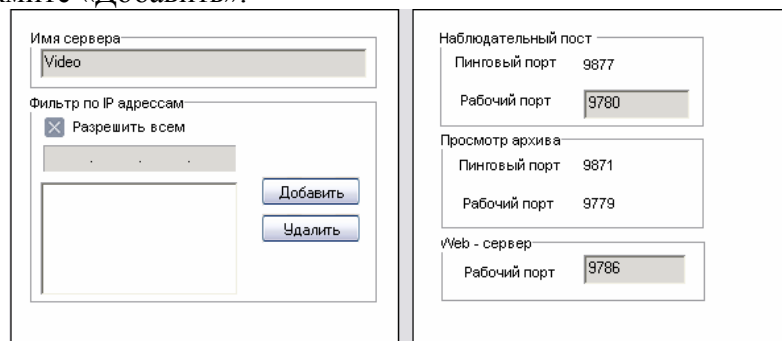 «Добавить».
Имя сервера
Video
Фильтр по IP адрессам
Разрешить всем
. . .
Добавить
Удалить
Наблюдательный пост
Пинговый порт 9877
Рабочий порт 9780
Просмотр архива
Пинговый порт 9871
Рабочий порт 9779
Web - сервер
Рабочий порт 9786